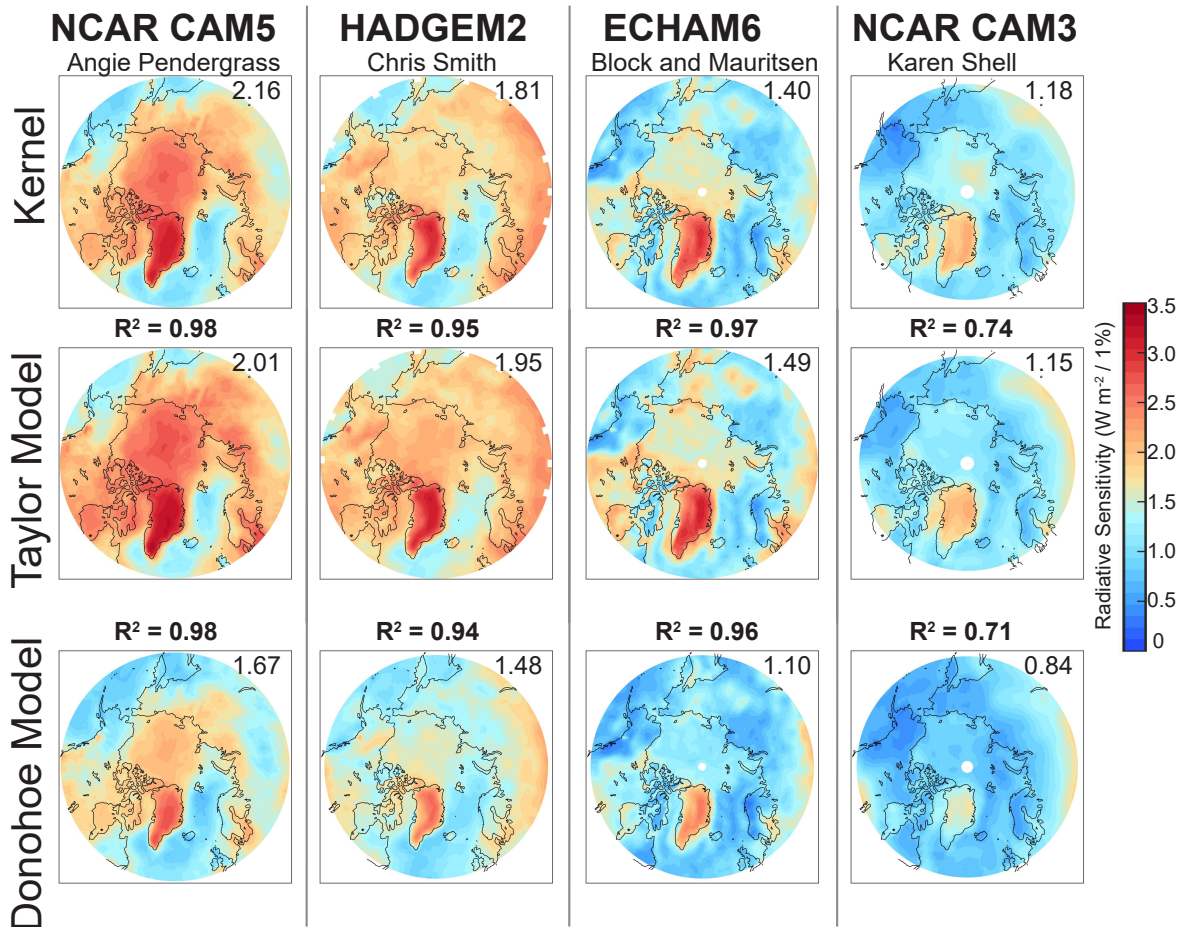 NCAR CAM5
HADGEM2
ECHAM6
NCAR CAM3
Angie Pendergrass
Chris Smith
Block and Mauritsen
Karen Shell
Kernel
2.16
1.81
1.40
1.18
R² = 0.98
R² = 0.95
R² = 0.97
R² = 0.74
Taylor Model
2.01
1.95
1.49
1.15
R² = 0.98
R² = 0.94
R² = 0.96
R² = 0.71
Donohoe Model
1.67
1.48
1.10
0.84
Radiative Sensitivity (W m⁻² / 1%)
3.5
3.0
2.5
2.0
1.5
1.0
0.5
0